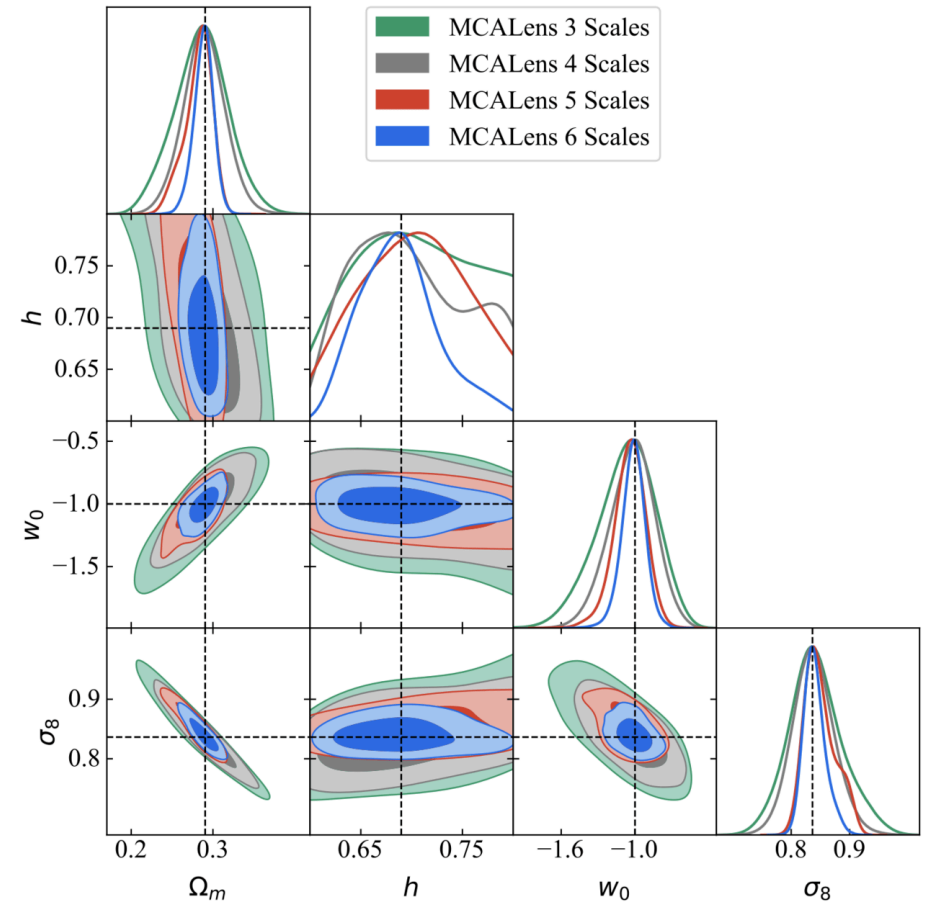 MCALens 3 Scales
MCALens 4 Scales
MCALens 5 Scales
MCALens 6 Scales
0.75
0.70
0.65
h
−0.5
−1.0
−1.5
w₀
0.9
0.8
σ₈
0.2 0.3 0.65 0.75 −1.6 −1.0 0.8 0.9
Ωₘ h w₀ σ₈